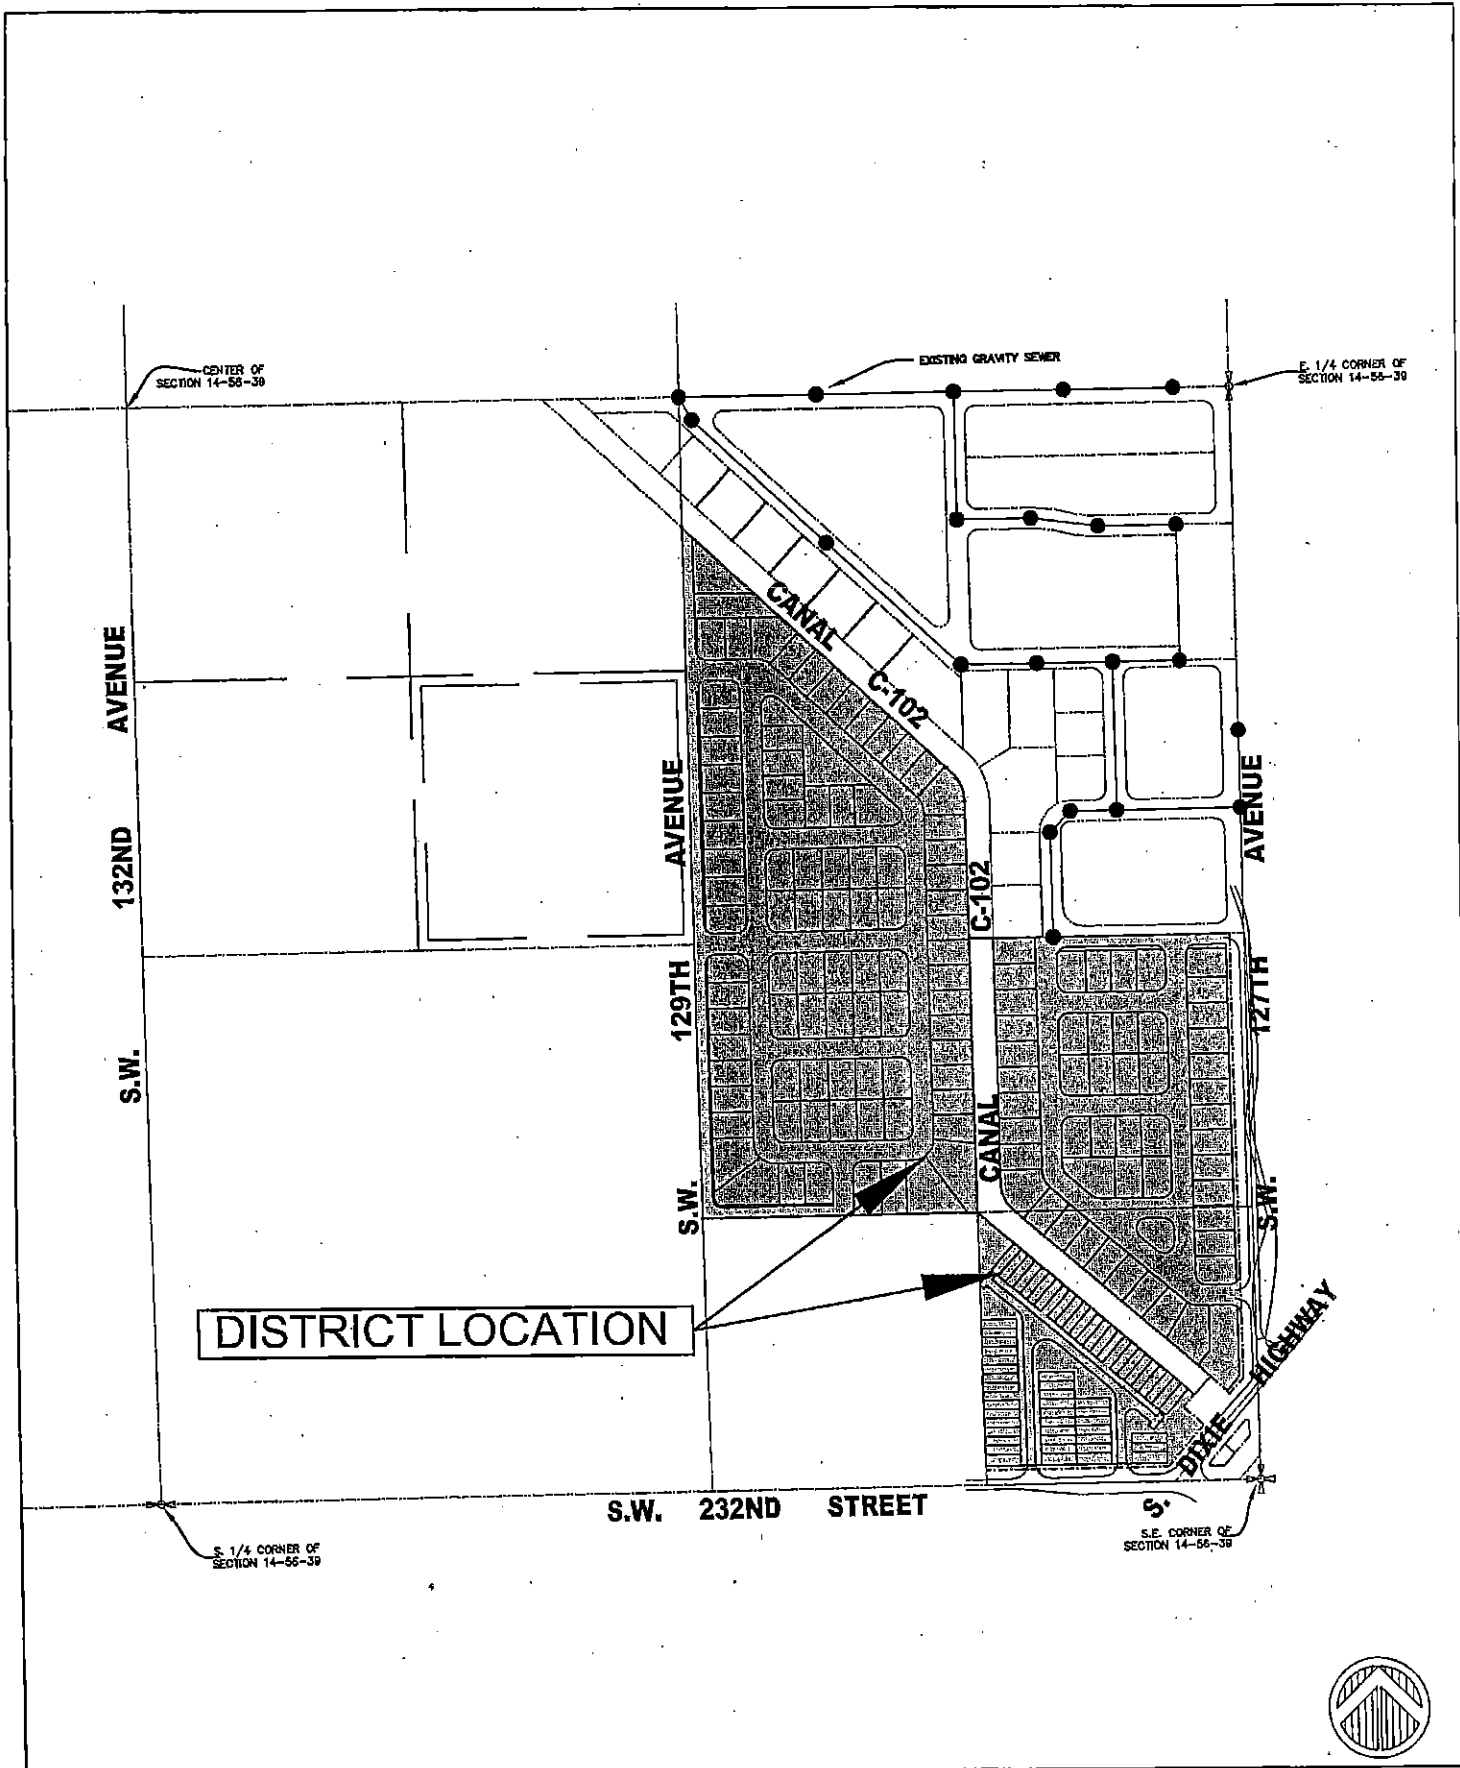 CENTER OF
SECTION 14-56-39
EXISTING GRAVITY SEWER
E. 1/4 CORNER OF
SECTION 14-56-39
CANAL
C-102
S.W. 132ND AVENUE
S.W. 129TH AVENUE
S.W. 127TH AVENUE
CANAL C-102
DISTRICT LOCATION
S. DIXIE HIGHWAY
S.W. 232ND STREET
S. 1/4 CORNER OF
SECTION 14-56-39
S.E. CORNER OF
SECTION 14-56-39